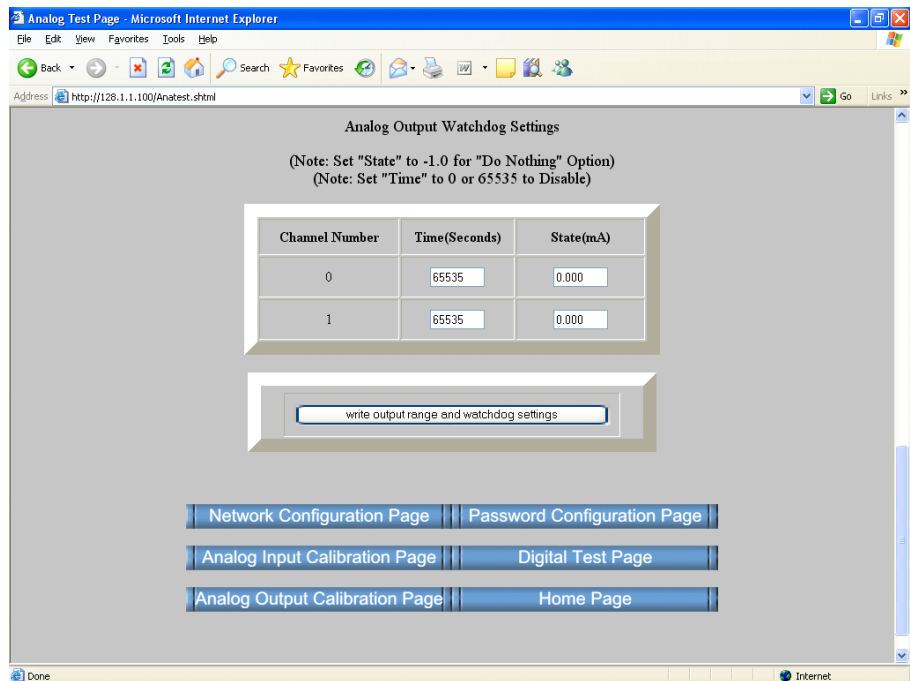 Analog Test Page - Microsoft Internet Explorer
File Edit View Favorites Tools Help
Back Search Favorites
Address http://128.1.1.100/Anatest.shtml Go Links »
Analog Output Watchdog Settings
(Note: Set "State" to -1.0 for "Do Nothing" Option)
(Note: Set "Time" to 0 or 65535 to Disable)
Channel Number Time(Seconds) State(mA)
0 65535 0.000
1 65535 0.000
write output range and watchdog settings
Network Configuration Page Password Configuration Page
Analog Input Calibration Page Digital Test Page
Analog Output Calibration Page Home Page
Done Internet